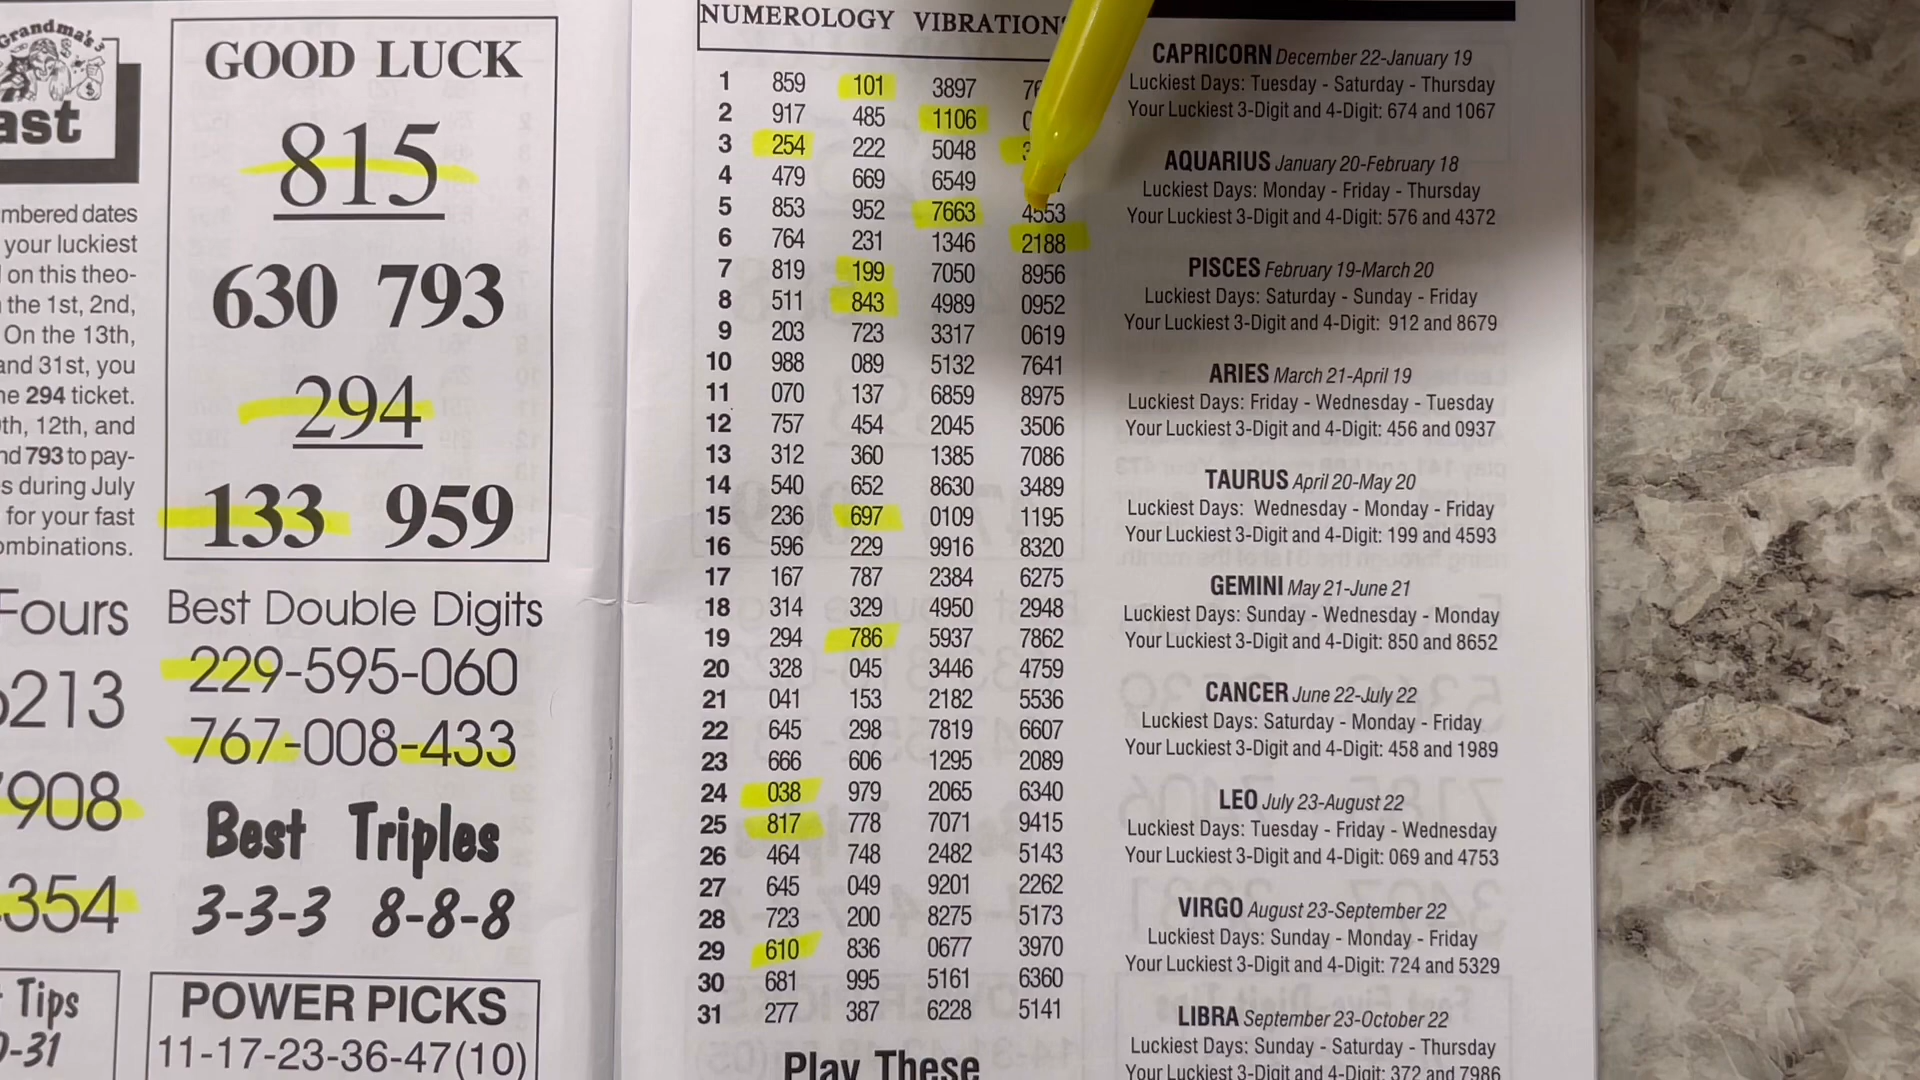 Grandma's
ast
mbered dates
your luckiest
on this theo-
the 1st, 2nd,
On the 13th,
and 31st, you
ne 294 ticket.
th, 12th, and
nd 793 to pay-
s during July
for your fast
ombinations.
Fours
6213
7908
354
Tips
-31
GOOD LUCK
815
630 793
294
133 959
Best Double Digits
229-595-060
767-008-433
Best Triples
3-3-3 8-8-8
POWER PICKS
11-17-23-36-47(10)
NUMEROLOGY VIBRATION
1 859 101 3897
2 917 485 1106
3 254 222 5048
4 479 669 6549
5 853 952 7663 4553
6 764 231 1346 2188
7 819 199 7050 8956
8 511 843 4989 0952
9 203 723 3317 0619
10 988 089 5132 7641
11 070 137 6859 8975
12 757 454 2045 3506
13 312 360 1385 7086
14 540 652 8630 3489
15 236 697 0109 1195
16 596 229 9916 8320
17 167 787 2384 6275
18 314 329 4950 2948
19 294 786 5937 7862
20 328 045 3446 4759
21 041 153 2182 5536
22 645 298 7819 6607
23 666 606 1295 2089
24 038 979 2065 6340
25 817 778 7071 9415
26 464 748 2482 5143
27 645 049 9201 2262
28 723 200 8275 5173
29 610 836 0677 3970
30 681 995 5161 6360
31 277 387 6228 5141
Play These
CAPRICORN December 22-January 19
Luckiest Days: Tuesday - Saturday - Thursday
Your Luckiest 3-Digit and 4-Digit: 674 and 1067
AQUARIUS January 20-February 18
Luckiest Days: Monday - Friday - Thursday
Your Luckiest 3-Digit and 4-Digit: 576 and 4372
PISCES February 19-March 20
Luckiest Days: Saturday - Sunday - Friday
Your Luckiest 3-Digit and 4-Digit: 912 and 8679
ARIES March 21-April 19
Luckiest Days: Friday - Wednesday - Tuesday
Your Luckiest 3-Digit and 4-Digit: 456 and 0937
TAURUS April 20-May 20
Luckiest Days: Wednesday - Monday - Friday
Your Luckiest 3-Digit and 4-Digit: 199 and 4593
GEMINI May 21-June 21
Luckiest Days: Sunday - Wednesday - Monday
Your Luckiest 3-Digit and 4-Digit: 850 and 8652
CANCER June 22-July 22
Luckiest Days: Saturday - Monday - Friday
Your Luckiest 3-Digit and 4-Digit: 458 and 1989
LEO July 23-August 22
Luckiest Days: Tuesday - Friday - Wednesday
Your Luckiest 3-Digit and 4-Digit: 069 and 4753
VIRGO August 23-September 22
Luckiest Days: Sunday - Monday - Friday
Your Luckiest 3-Digit and 4-Digit: 724 and 5329
LIBRA September 23-October 22
Luckiest Days: Sunday - Saturday - Thursday
Your Luckiest 3-Digit and 4-Digit: 372 and 7986